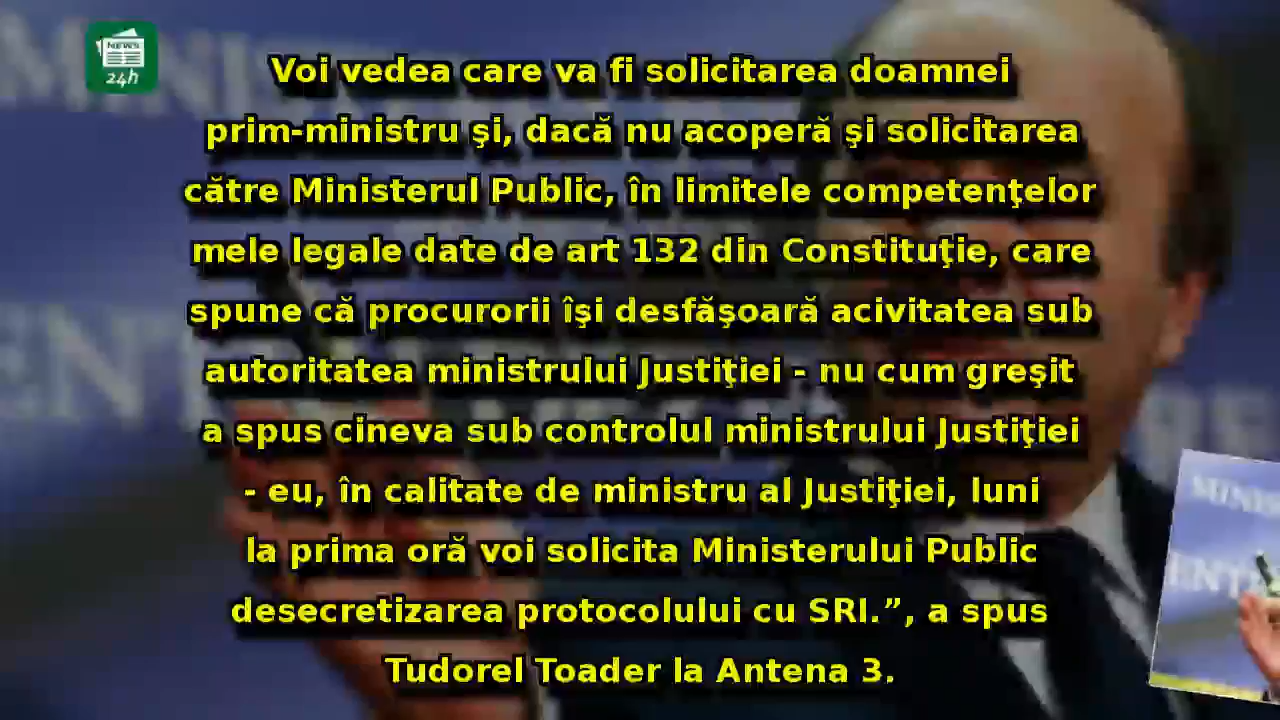 NEWS
24h
Voi vedea care va fi solicitarea doamnei
prim-ministru şi, dacă nu acoperă şi solicitarea
către Ministerul Public, în limitele competenţelor
mele legale date de art 132 din Constituţie, care
spune că procurorii îşi desfăşoară acivitatea sub
autoritatea ministrului Justiţiei - nu cum greşit
a spus cineva sub controlul ministrului Justiţiei
- eu, în calitate de ministru al Justiţiei, luni
la prima oră voi solicita Ministerului Public
desecretizarea protocolului cu SRI.”, a spus
Tudorel Toader la Antena 3.